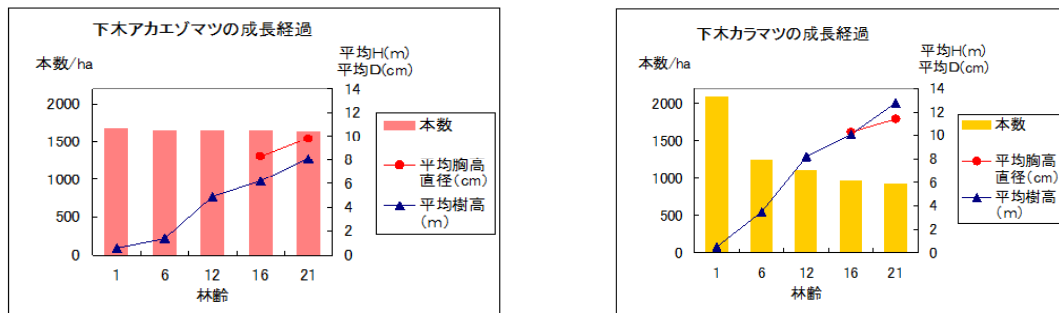 下木アカエゾマツの成長経過
本数/ha
平均H(m)
平均D(cm)
2000
1500
1000
500
0
14
12
10
8
6
4
2
0
1 6 12 16 21
林齢
本数
平均胸高
直径(cm)
平均樹高
(m)
下木カラマツの成長経過
本数/ha
平均H(m)
平均D(cm)
2000
1500
1000
500
0
14
12
10
8
6
4
2
0
1 6 12 16 21
林齢
本数
平均胸高
直径(cm)
平均樹高
(m)